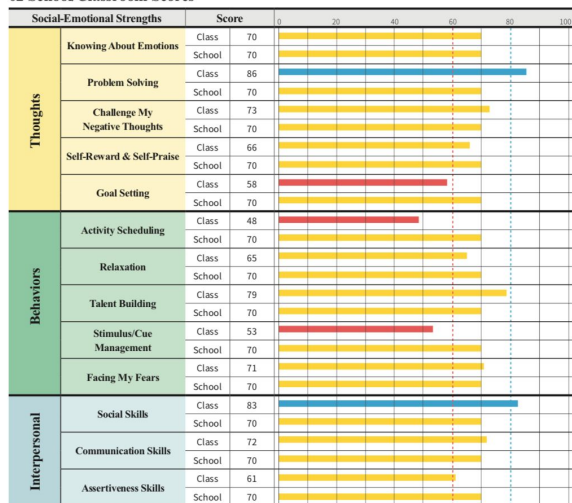 Social-Emotional Strengths Score 0 20 40 60 80 100
Thoughts
Knowing About Emotions
Class 70
School 70
Problem Solving
Class 86
School 70
Challenge My
Negative Thoughts
Class 73
School 70
Self-Reward & Self-Praise
Class 66
School 70
Goal Setting
Class 58
School 70
Behaviors
Activity Scheduling
Class 48
School 70
Relaxation
Class 65
School 70
Talent Building
Class 79
School 70
Stimulus/Cue
Management
Class 53
School 70
Facing My Fears
Class 71
School 70
Interpersonal
Social Skills
Class 83
School 70
Communication Skills
Class 72
School 70
Assertiveness Skills
Class 61
School 70